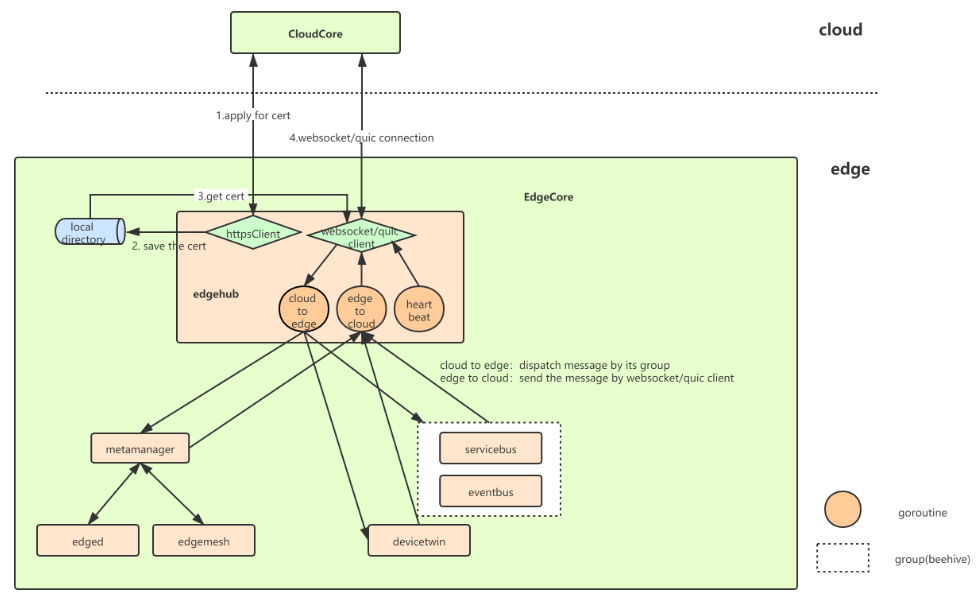 CloudCore
cloud
1.apply for cert
4.websocket/quic connection
edge
3.get cert
EdgeCore
local
directory
2. save the cert
httpsClient
websocket/quic
client
edgehub
cloud
to
edge
edge
to
cloud
heart
beat
cloud to edge: dispatch message by its group
edge to cloud: send the message by websocket/quic client
metamanager
servicebus
eventbus
edged
edgemesh
devicetwin
goroutine
group(beehive)